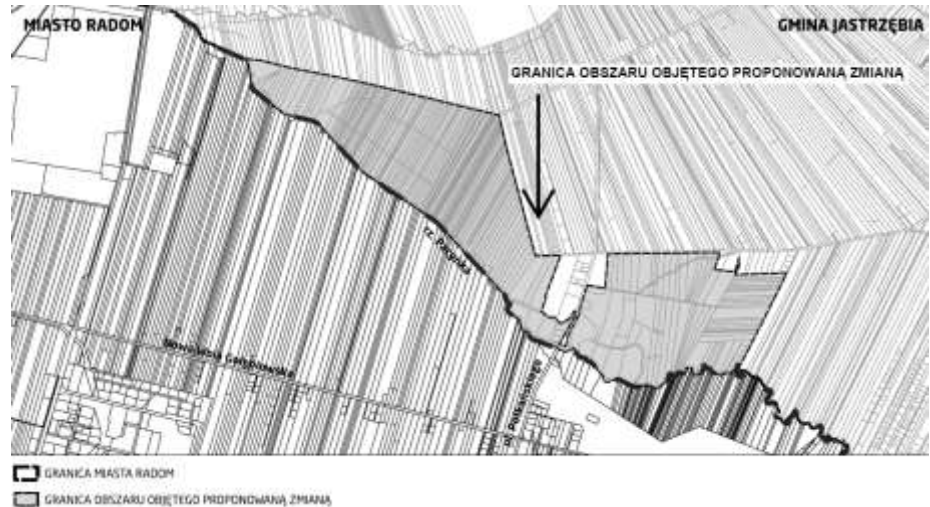 MIASTO RADOM
GMINA JASTRZĘBIA
GRANICA OBSZARU OBJĘTEGO PROPONOWANĄ ZMIANĄ
rz. Pacynka
GRANICA MIASTA RADOM
GRANICA OBSZARU OBJĘTEGO PROPONOWANĄ ZMIANĄ